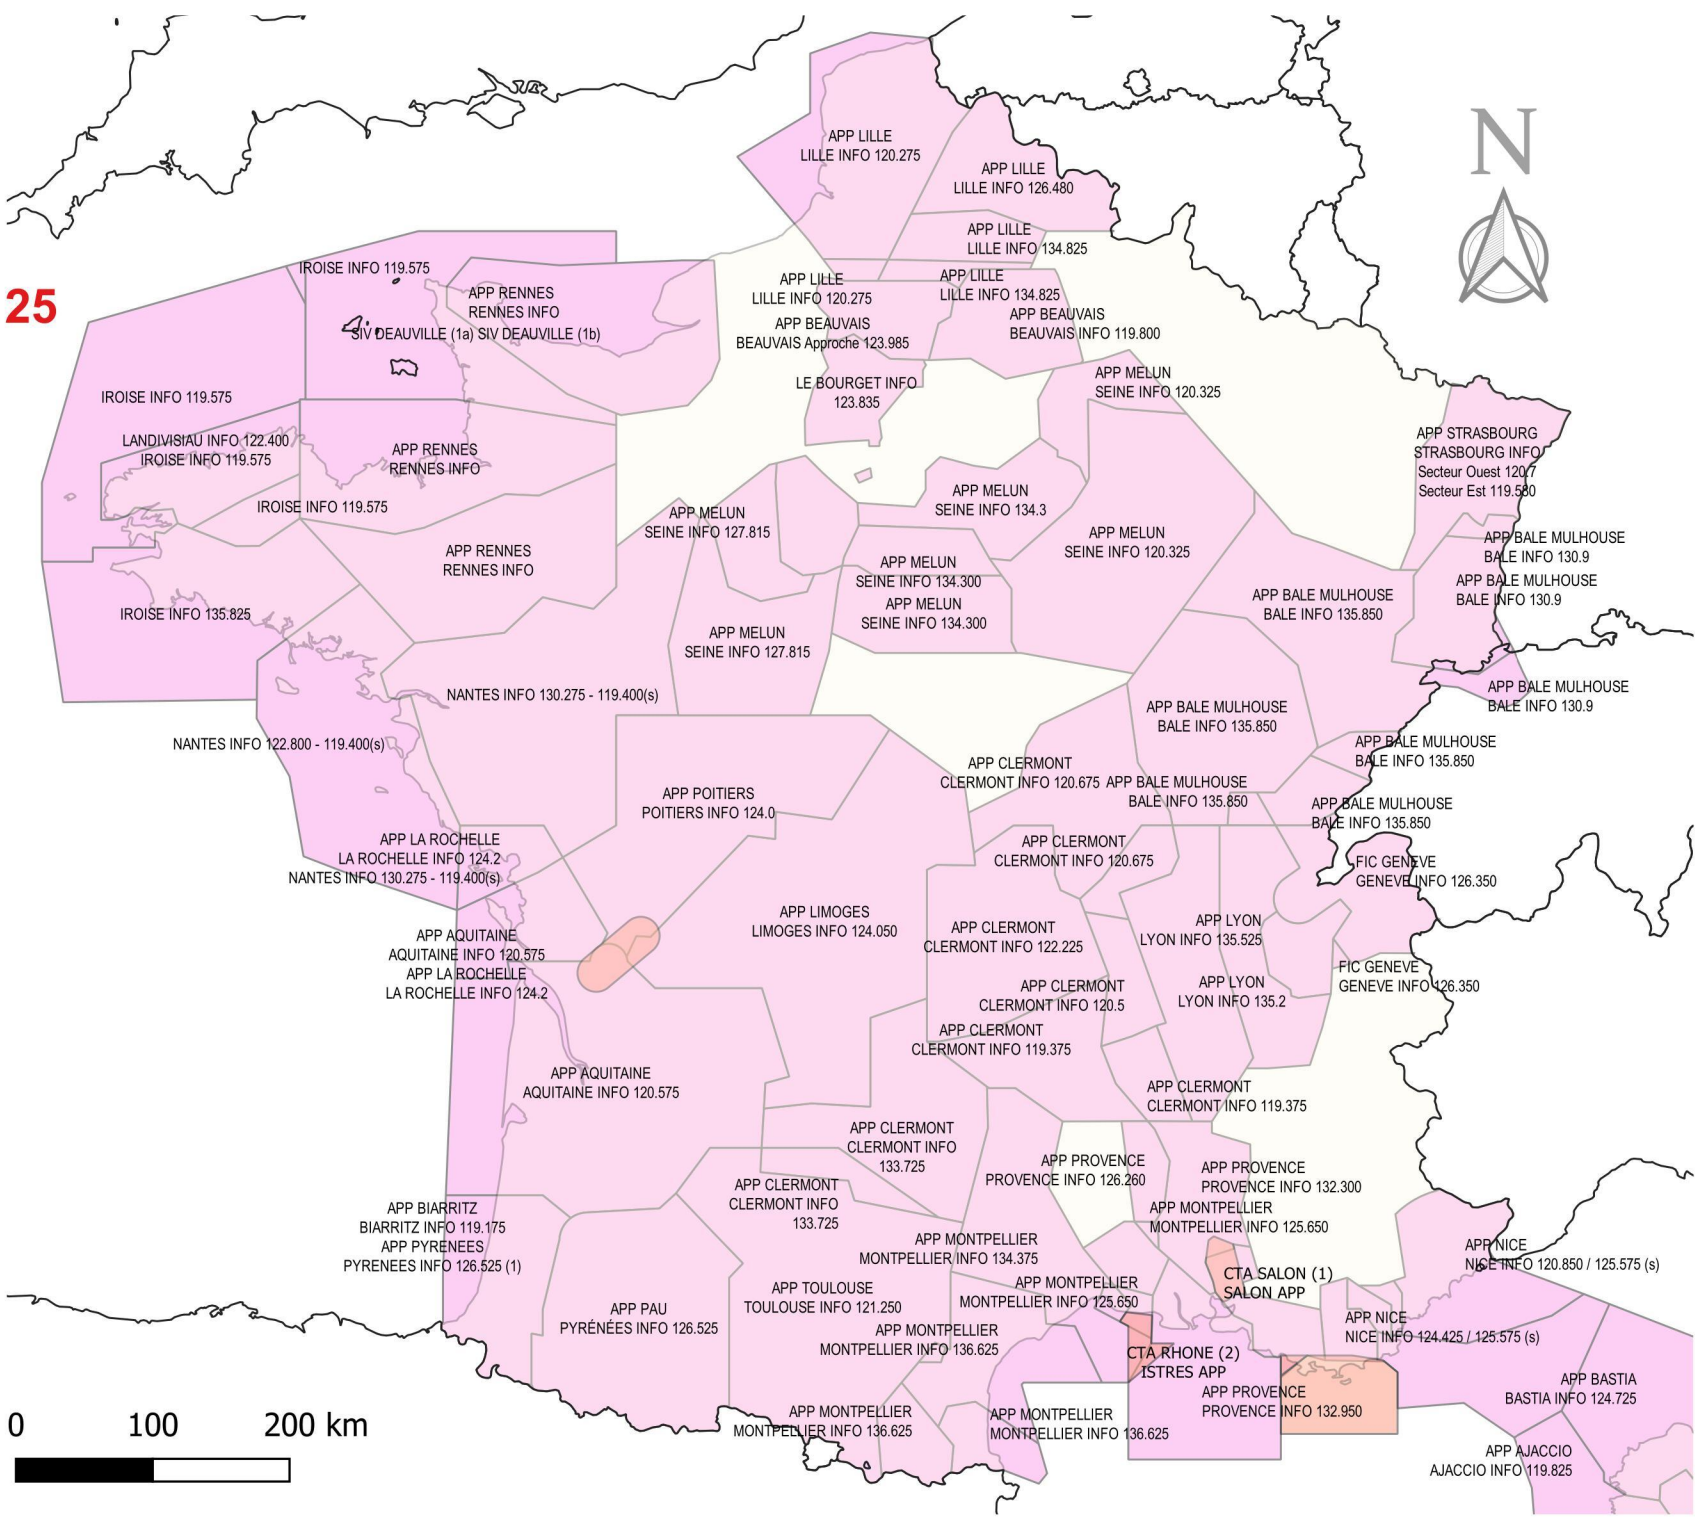 N
25
APP LILLE
LILLE INFO 120.275
APP LILLE
LILLE INFO 126.480
APP LILLE
LILLE INFO 134.825
IROISE INFO 119.575
APP RENNES
RENNES INFO
SIV DEAUVILLE (1a) SIV DEAUVILLE (1b)
APP LILLE
LILLE INFO 120.275
APP BEAUVAIS
BEAUVAIS Approche 123.985
APP LILLE
LILLE INFO 134.825
APP BEAUVAIS
BEAUVAIS INFO 119.800
LE BOURGET INFO
123.835
APP MELUN
SEINE INFO 120.325
IROISE INFO 119.575
LANDIVISIAU INFO 122.400
IROISE INFO 119.575
APP RENNES
RENNES INFO
APP STRASBOURG
STRASBOURG INFO
Secteur Ouest 120.7
Secteur Est 119.580
IROISE INFO 119.575
APP MELUN
SEINE INFO 127.815
APP MELUN
SEINE INFO 134.3
APP MELUN
SEINE INFO 120.325
APP BALE MULHOUSE
BALE INFO 130.9
APP BALE MULHOUSE
BALE INFO 130.9
APP RENNES
RENNES INFO
APP MELUN
SEINE INFO 134.300
APP MELUN
SEINE INFO 134.300
APP BALE MULHOUSE
BALE INFO 135.850
IROISE INFO 135.825
APP MELUN
SEINE INFO 127.815
NANTES INFO 130.275 - 119.400(s)
APP BALE MULHOUSE
BALE INFO 130.9
APP BALE MULHOUSE
BALE INFO 135.850
NANTES INFO 122.800 - 119.400(s)
APP BALE MULHOUSE
BALE INFO 135.850
APP CLERMONT
CLERMONT INFO 120.675
APP BALE MULHOUSE
BALE INFO 135.850
APP POITIERS
POITIERS INFO 124.0
APP BALE MULHOUSE
BALE INFO 135.850
APP LA ROCHELLE
LA ROCHELLE INFO 124.2
NANTES INFO 130.275 - 119.400(s)
APP CLERMONT
CLERMONT INFO 120.675
FIC GENEVE
GENEVE INFO 126.350
APP LIMOGES
LIMOGES INFO 124.050
APP CLERMONT
CLERMONT INFO 122.225
APP LYON
LYON INFO 135.525
APP AQUITAINE
AQUITAINE INFO 120.575
APP LA ROCHELLE
LA ROCHELLE INFO 124.2
FIC GENEVE
GENEVE INFO 126.350
APP CLERMONT
CLERMONT INFO 120.5
APP LYON
LYON INFO 135.2
APP CLERMONT
CLERMONT INFO 119.375
APP AQUITAINE
AQUITAINE INFO 120.575
APP CLERMONT
CLERMONT INFO 119.375
APP CLERMONT
CLERMONT INFO
133.725
APP PROVENCE
PROVENCE INFO 126.260
APP PROVENCE
PROVENCE INFO 132.300
APP CLERMONT
CLERMONT INFO
133.725
APP BIARRITZ
BIARRITZ INFO 119.175
APP PYRENEES
PYRENEES INFO 126.525 (1)
APP MONTPELLIER
MONTPELLIER INFO 125.650
APP MONTPELLIER
MONTPELLIER INFO 134.375
APP NICE
NICE INFO 120.850 / 125.575 (s)
CTA SALON (1)
SALON APP
APP MONTPELLIER
MONTPELLIER INFO 125.650
APP TOULOUSE
TOULOUSE INFO 121.250
APP PAU
PYRÉNÉES INFO 126.525
APP NICE
NICE INFO 124.425 / 125.575 (s)
APP MONTPELLIER
MONTPELLIER INFO 136.625
CTA RHONE (2)
ISTRES APP
APP PROVENCE
PROVENCE INFO 132.950
APP BASTIA
BASTIA INFO 124.725
APP MONTPELLIER
MONTPELLIER INFO 136.625
APP MONTPELLIER
MONTPELLIER INFO 136.625
APP AJACCIO
AJACCIO INFO 119.825
0 100 200 km